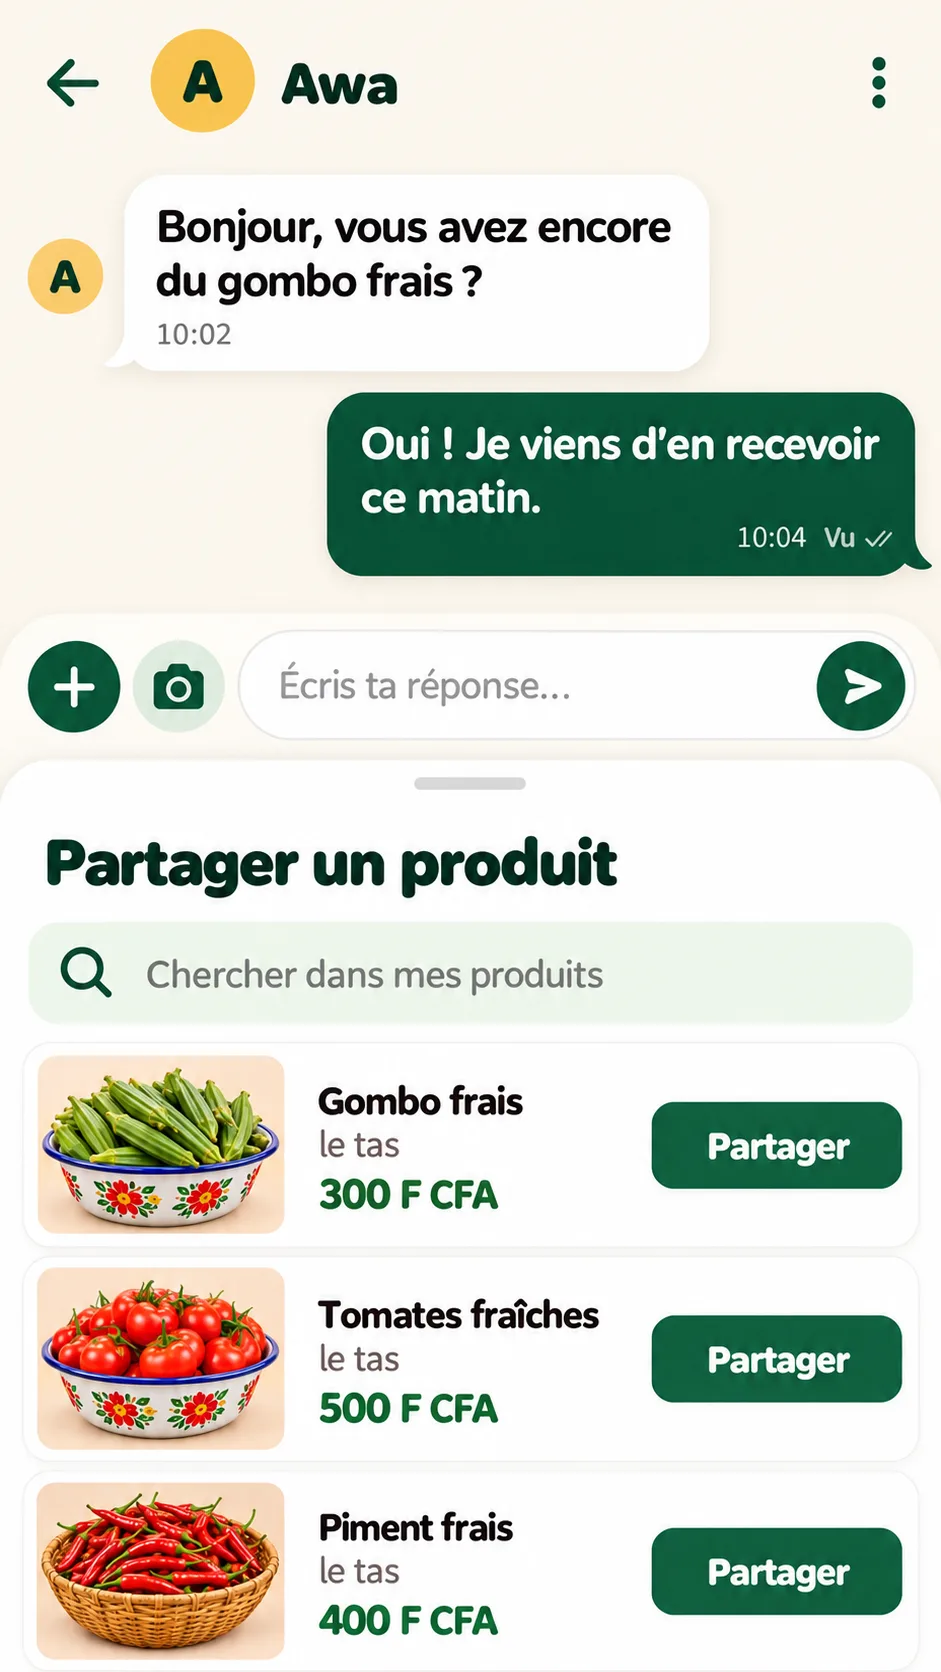 A
Awa
Bonjour, vous avez encore
du gombo frais ?
A
10:02
Oui ! Je viens d'en recevoir
ce matin.
10:04 Vu
Écris ta réponse...
Partager un produit
Chercher dans mes produits
Gombo frais
le tas
300 F CFA
Partager
Tomates fraîches
le tas
500 F CFA
Partager
Piment frais
le tas
400 F CFA
Partager